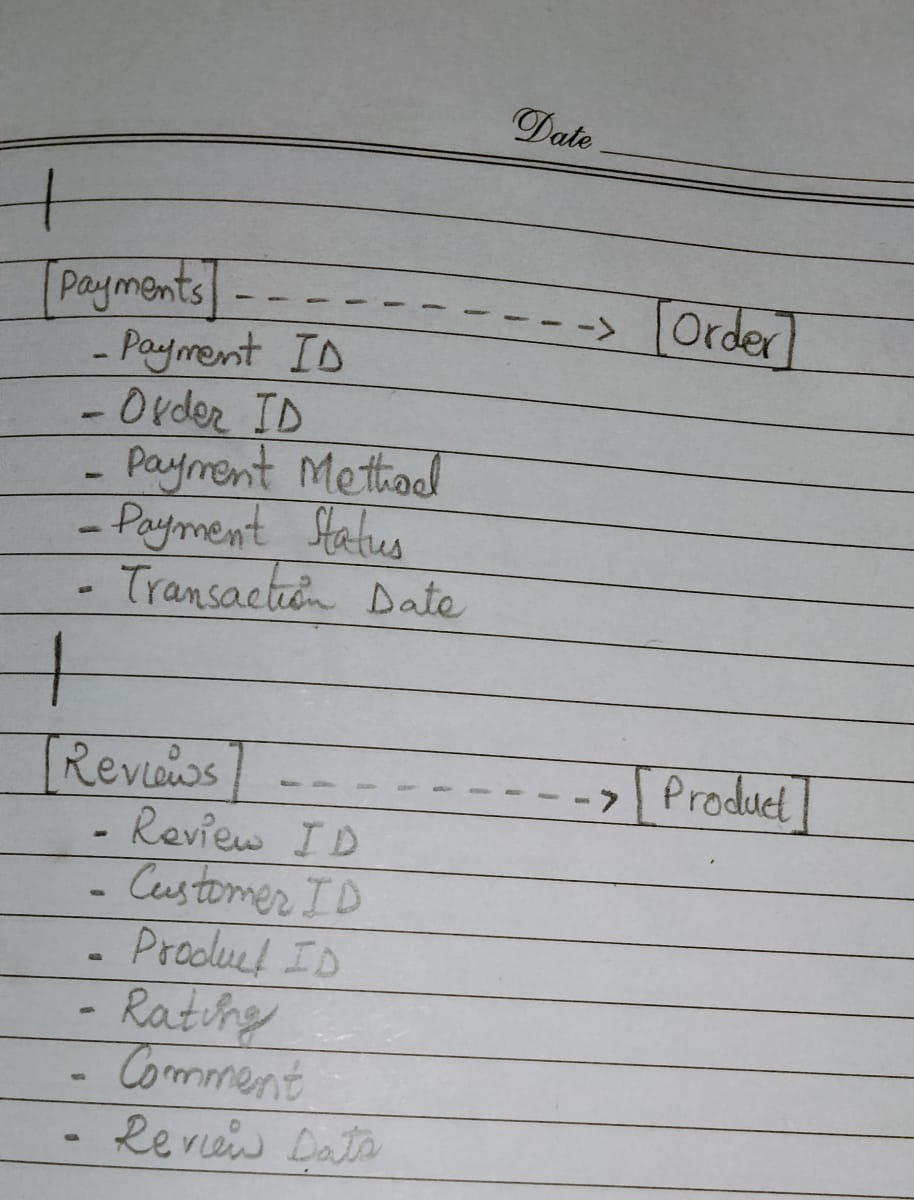 Date
[Payments] ----------> [Order]
- Payment ID
- Order ID
- Payment Method
- Payment Status
- Transaction Date
[Reviews] ---------> [Product]
- Review ID
- Customer ID
- Product ID
- Rating
- Comment
- Review Data